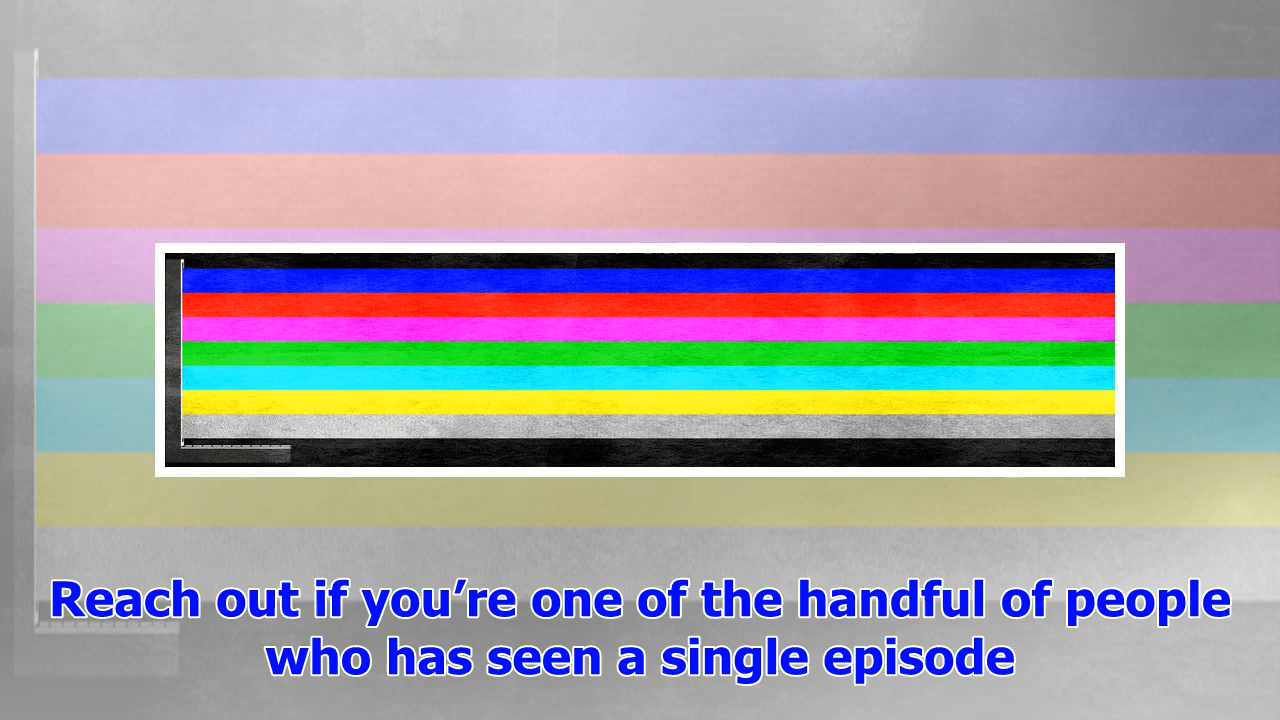 Reach out if you’re one of the handful of people
who has seen a single episode